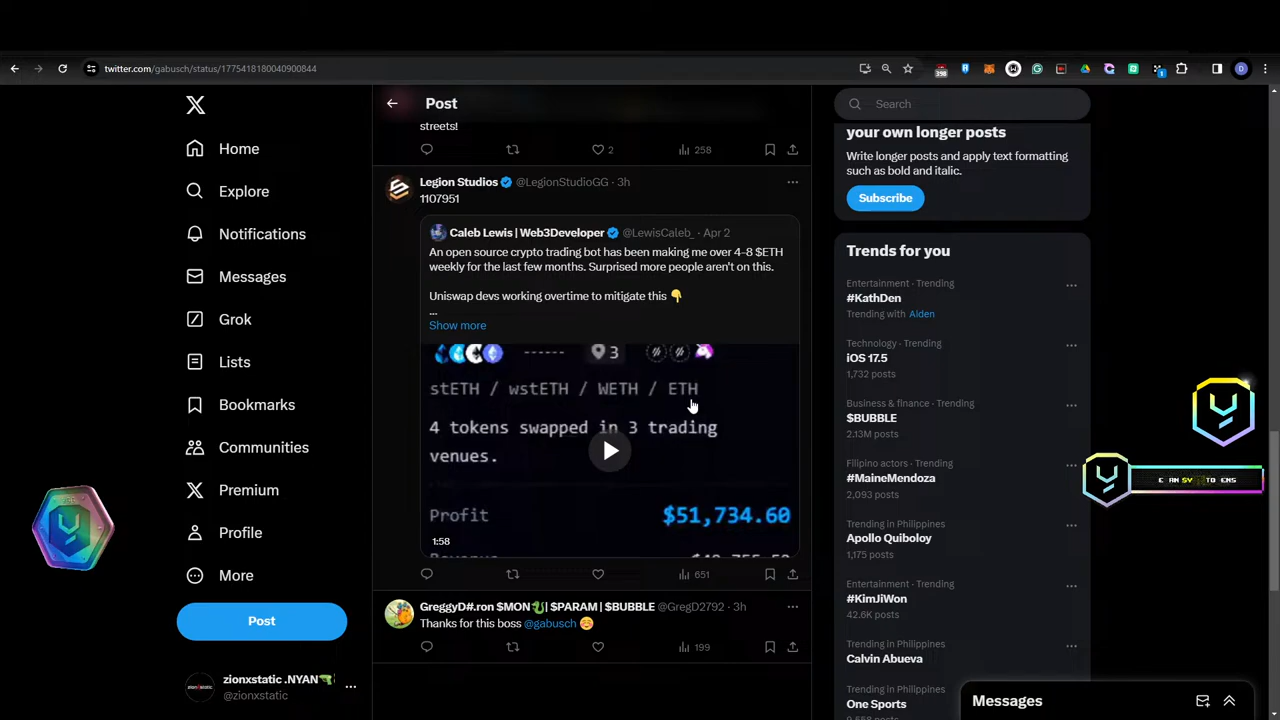 twitter.com/gabusch/status/1775418180040900844
398
1
D
Home
Explore
Notifications
Messages
Grok
Lists
Bookmarks
Communities
Premium
Profile
More
Post
zionxstatic .NYAN
@zionxstatic
Post
streets!
2
258
Legion Studios @LegionStudioGG · 3h
1107951
Caleb Lewis | Web3Developer @LewisCaleb_ · Apr 2
An open source crypto trading bot has been making me over 4-8 $ETH
weekly for the last few months. Surprised more people aren't on this.
Uniswap devs working overtime to mitigate this 👇
...
Show more
------ 3
stETH / wstETH / WETH / ETH
4 tokens swapped in 3 trading
venues.
Profit $51,734.60
1:58
651
GreggyD#.ron $MON | $PARAM | $BUBBLE @GregD2792 · 3h
Thanks for this boss @gabusch ☺️
199
Search
your own longer posts
Write longer posts and apply text formatting
such as bold and italic.
Subscribe
Trends for you
Entertainment · Trending
#KathDen
Trending with Alden
Technology · Trending
iOS 17.5
1,732 posts
Business & finance · Trending
$BUBBLE
2.13M posts
Filipino actors · Trending
#MaineMendoza
2,093 posts
Trending in Philippines
Apollo Quiboloy
1,175 posts
Entertainment · Trending
#KimJiWon
42.6K posts
Trending in Philippines
Calvin Abueva
Trending in Philippines
One Sports
Messages